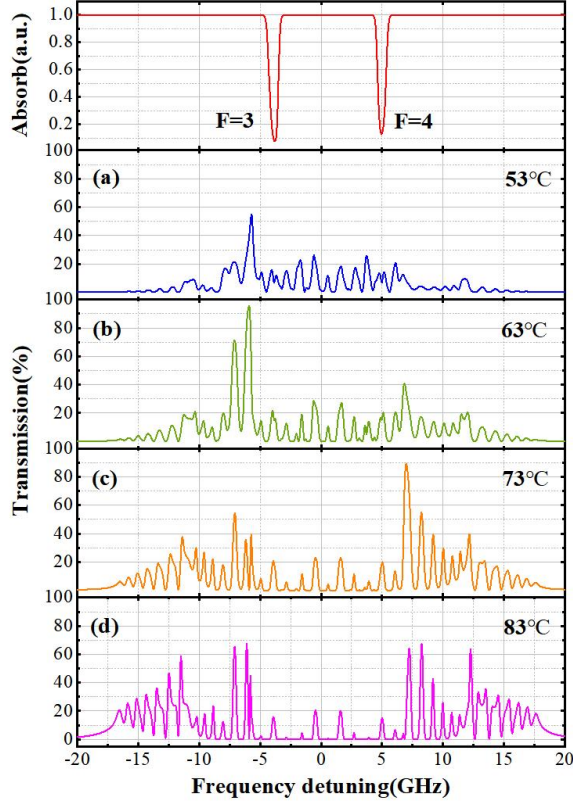 Absorb(a.u.)
1.0
0.8
0.6
0.4
0.2
F=3
F=4
Transmission(%)
100
80
60
40
20
(a)
53°C
100
80
60
40
20
(b)
63°C
100
80
60
40
20
(c)
73°C
100
80
60
40
20
0
(d)
83°C
-20 -15 -10 -5 0 5 10 15 20
Frequency detuning(GHz)